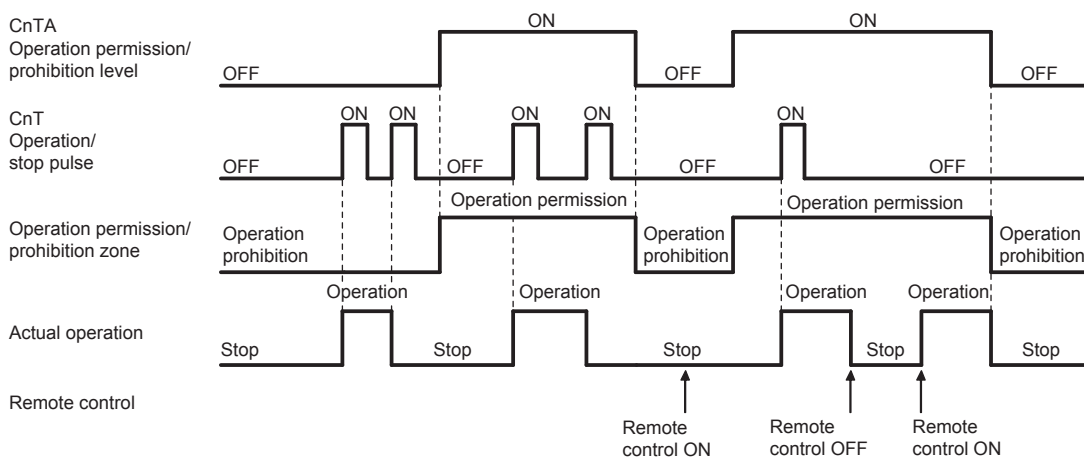 CnTA
Operation permission/
prohibition level
OFF
ON
OFF
ON
OFF
CnT
Operation/
stop pulse
OFF
ON
ON
OFF
ON
ON
OFF
ON
OFF
Operation permission/
prohibition zone
Operation
prohibition
Operation permission
Operation
prohibition
Operation permission
Operation
prohibition
Actual operation
Stop
Operation
Stop
Operation
Stop
Operation
Stop
Operation
Stop
Remote control
Remote
control ON
Remote
control OFF
Remote
control ON